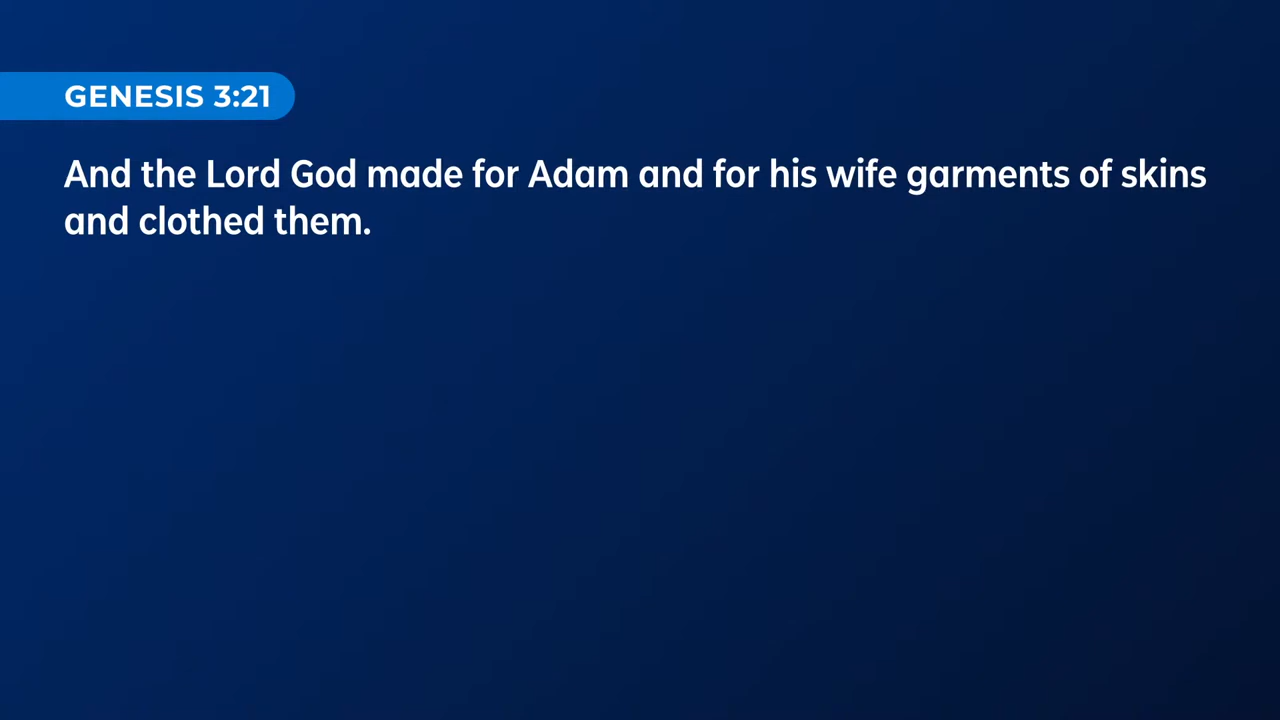 GENESIS 3:21
And the Lord God made for Adam and for his wife garments of skins
and clothed them.